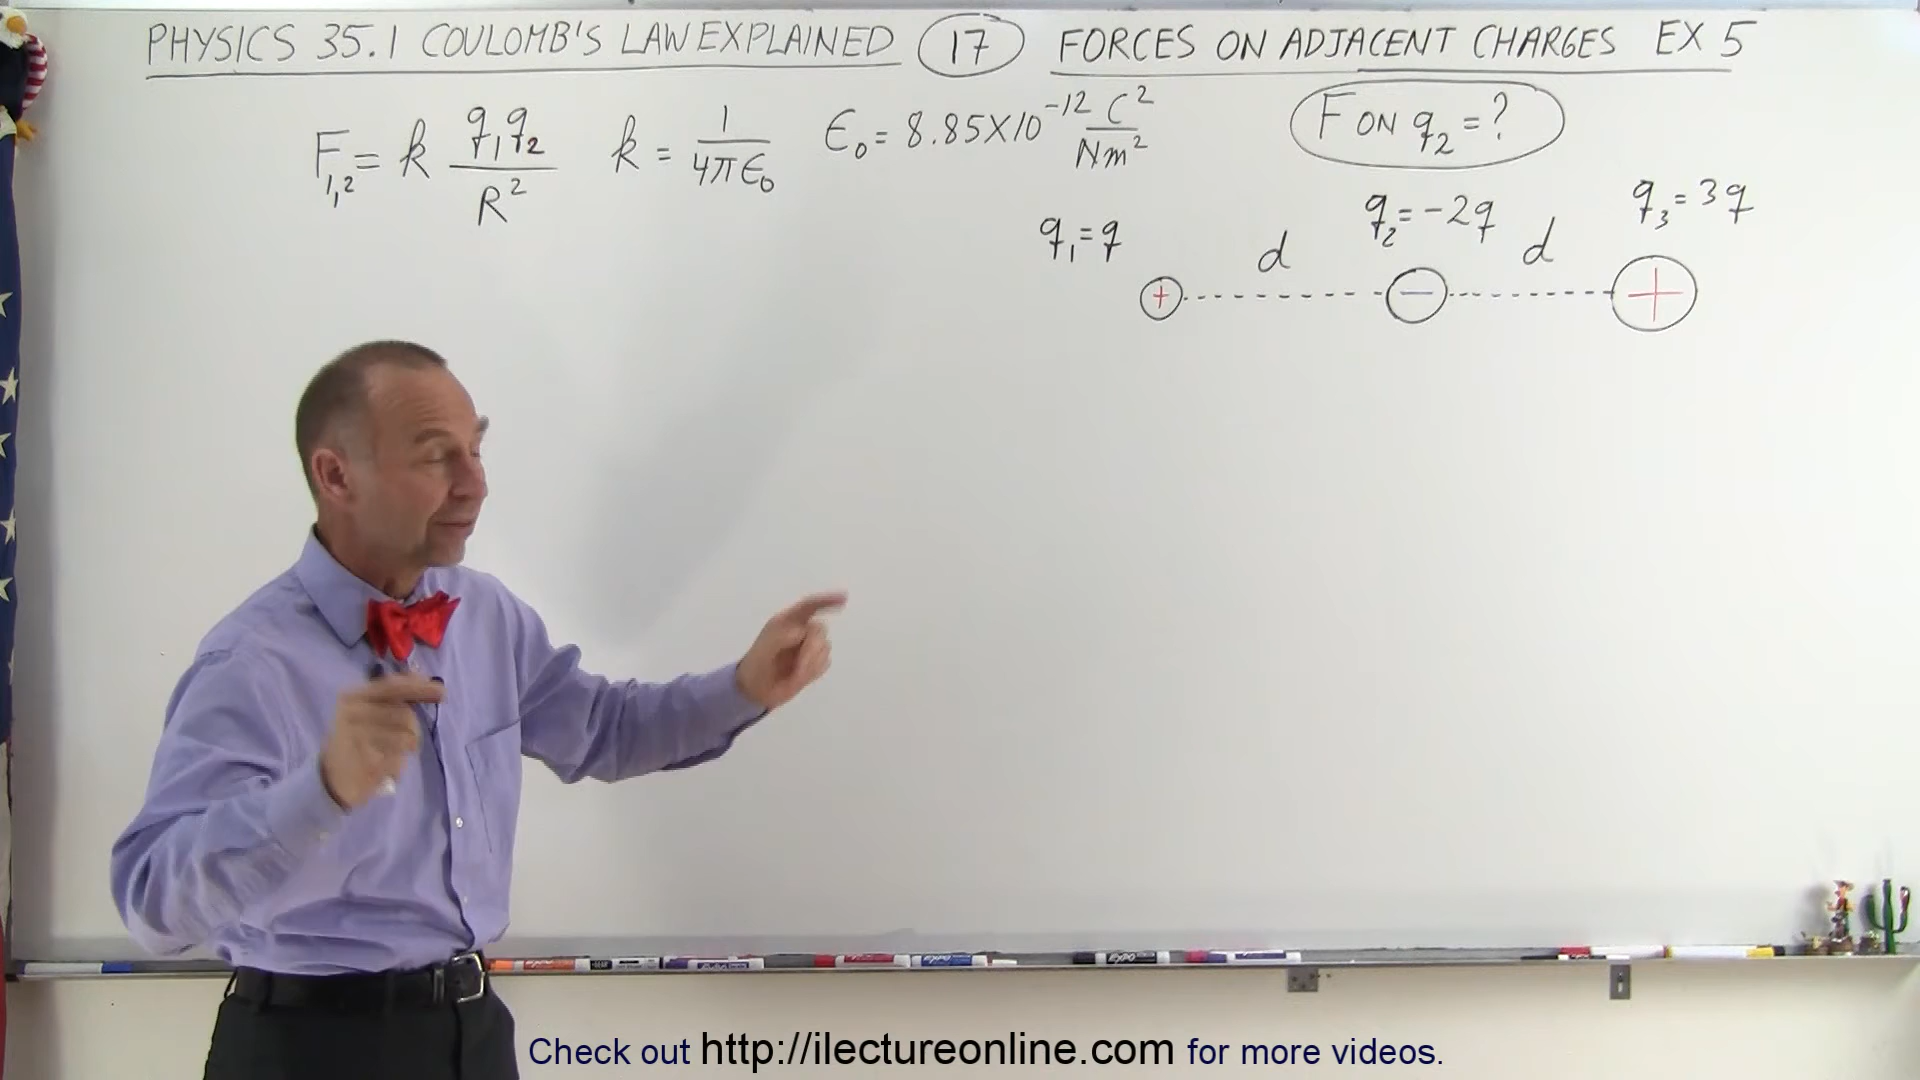 PHYSICS 35.1 COULOMB'S LAW EXPLAINED 17 FORCES ON ADJACENT CHARGES EX 5
F₁,₂ = k q₁q₂/R² k = 1/4πϵ₀ ϵ₀ = 8.85X10⁻¹² C²/Nm² F ON q₂ = ?
q₁=q d q₂=-2q d q₃=3q
+ − +
Check out http://ilectureonline.com for more videos.